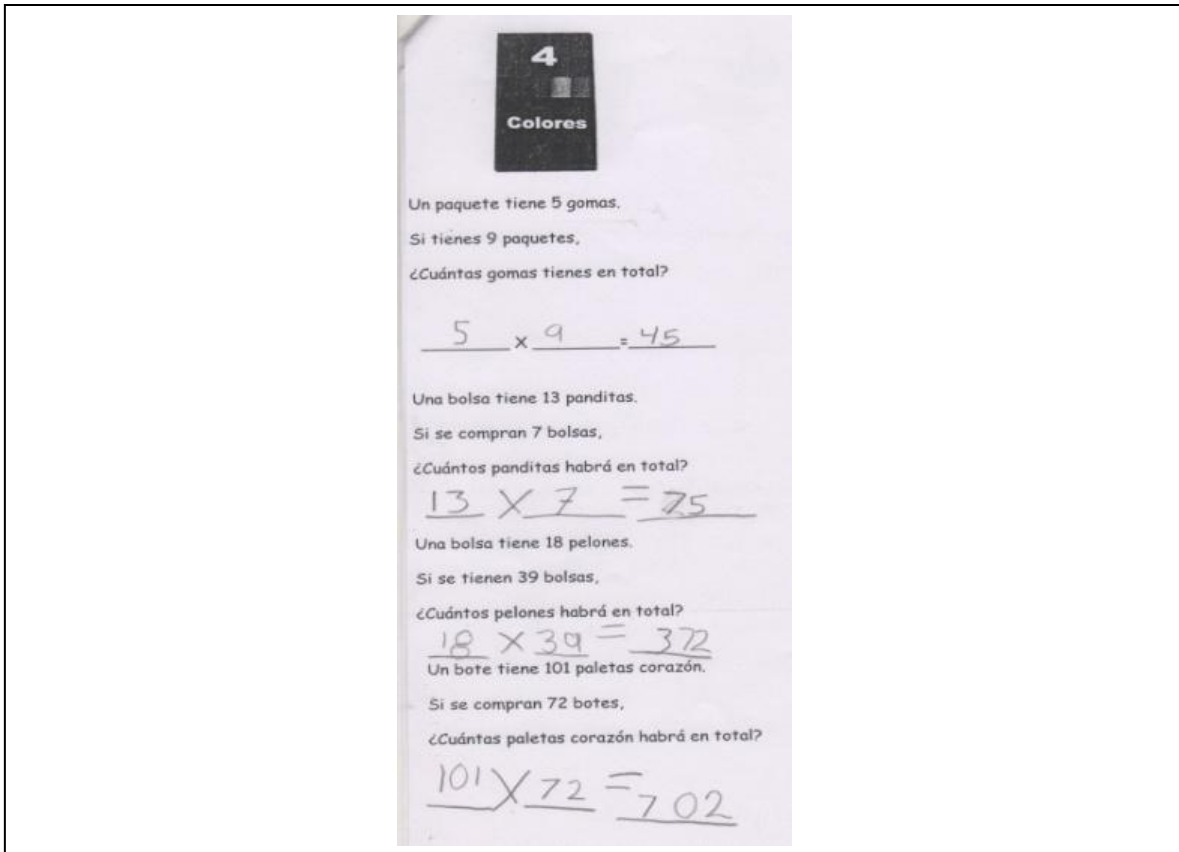 4
Colores
Un paquete tiene 5 gomas.
Si tienes 9 paquetes,
¿Cuántas gomas tienes en total?
5 x 9 = 45
Una bolsa tiene 13 panditas.
Si se compran 7 bolsas,
¿Cuántos panditas habrá en total?
13 X 7 = 75
Una bolsa tiene 18 pelones.
Si se tienen 39 bolsas,
¿Cuántos pelones habrá en total?
18 X 39 = 372
Un bote tiene 101 paletas corazón.
Si se compran 72 botes,
¿Cuántas paletas corazón habrá en total?
101 X 72 = 702